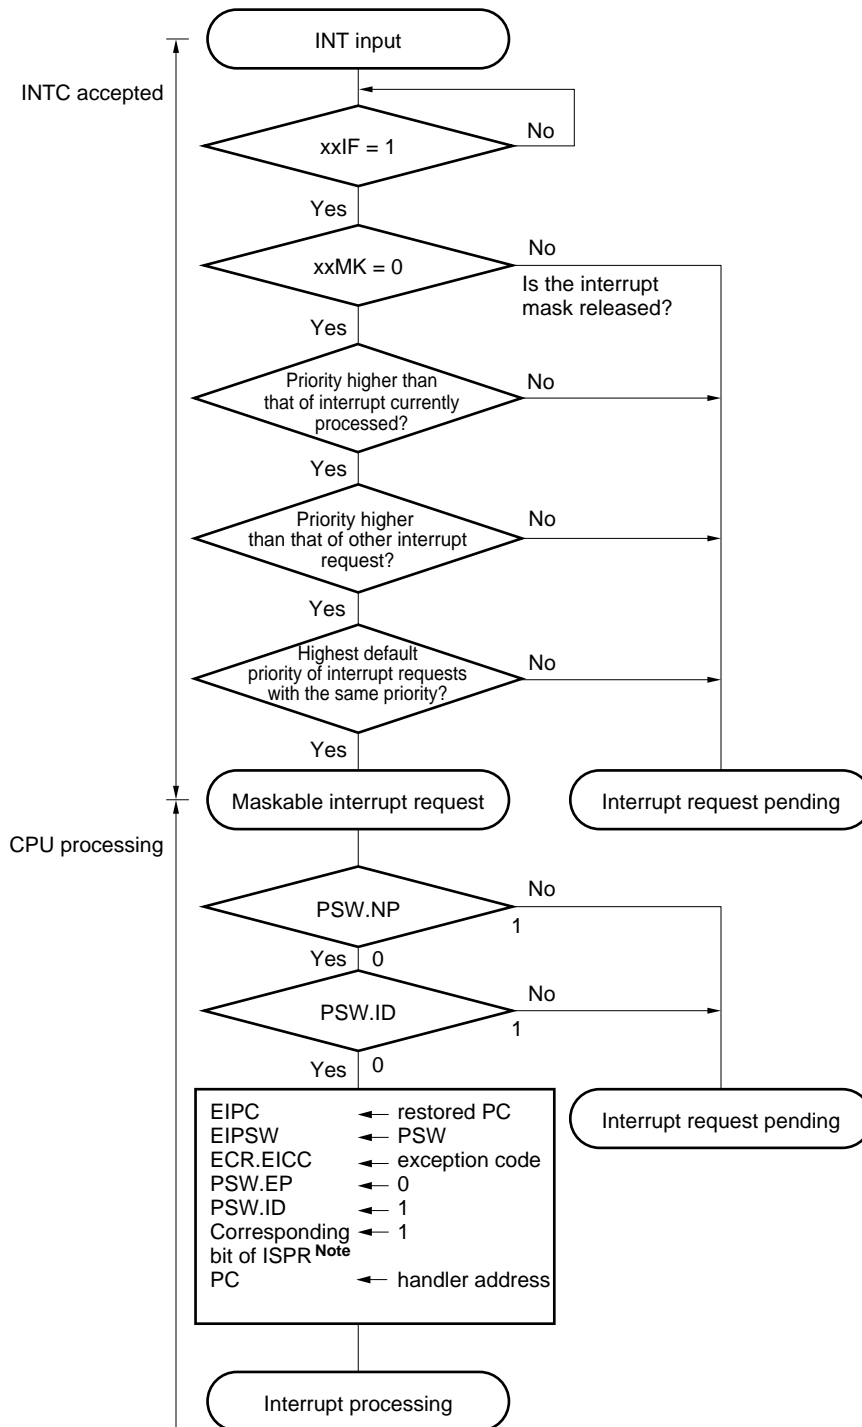 INT input
INTC accepted
xxIF = 1
No
Yes
xxMK = 0
No
Is the interrupt
mask released?
Yes
Priority higher than
that of interrupt currently
processed?
No
Yes
Priority higher
than that of other interrupt
request?
No
Yes
Highest default
priority of interrupt requests
with the same priority?
No
Yes
Maskable interrupt request
Interrupt request pending
CPU processing
PSW.NP
No
1
Yes 0
PSW.ID
No
1
Yes 0
EIPC ← restored PC
EIPSW ← PSW
ECR.EICC ← exception code
PSW.EP ← 0
PSW.ID ← 1
Corresponding ← 1
bit of ISPR Note
PC ← handler address
Interrupt request pending
Interrupt processing